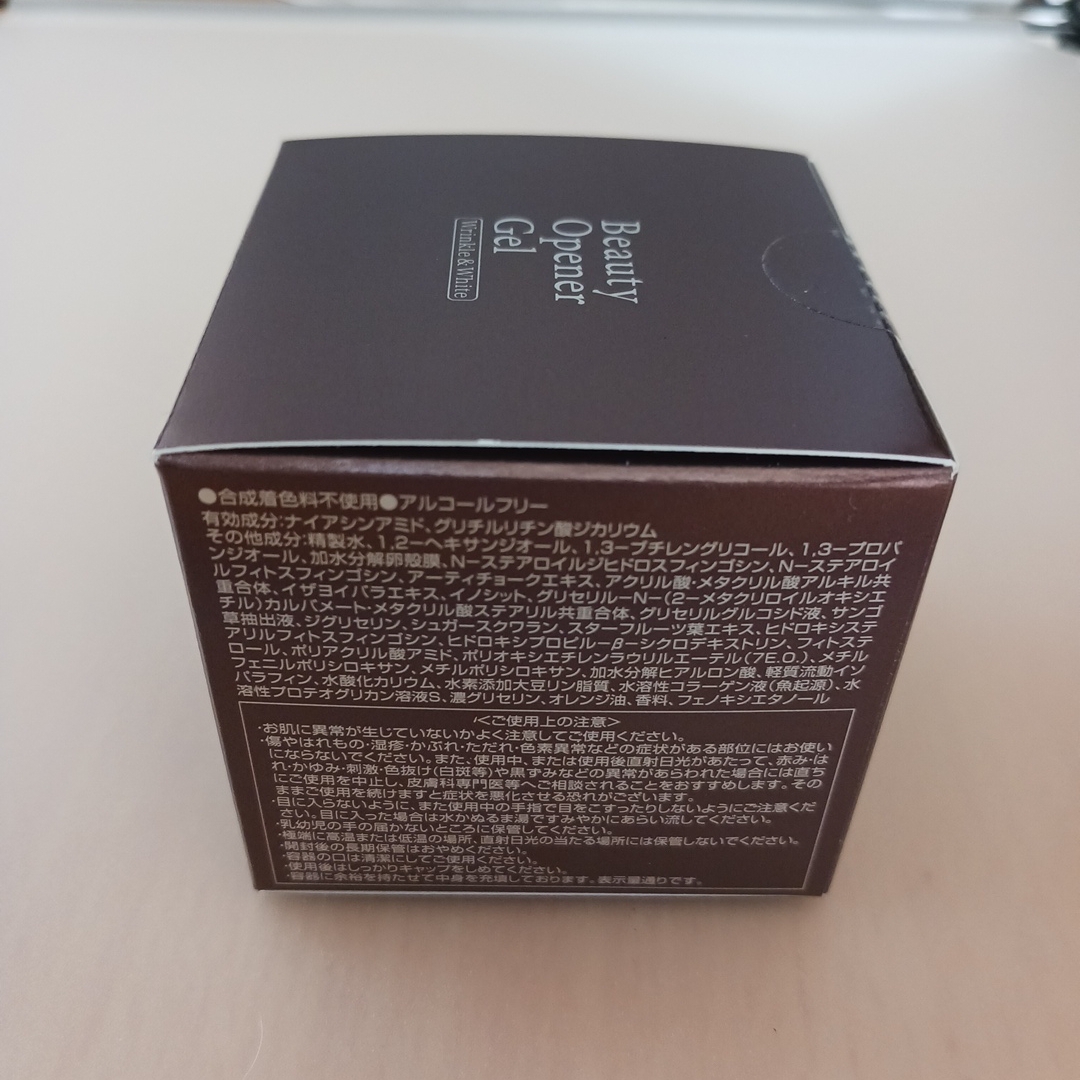 Beauty
Opener
Gel
Wrinkle&White
●合成着色料不使用●アルコールフリー
有効成分:ナイアシンアミド、グリチルリチン酸ジカリウム
その他成分:精製水、1,2−ヘキサンジオール、1,3−ブチレングリコール、1,3−プロパ
ンジオール、加水分解卵殻膜、N−ステアロイルジヒドロスフィンゴシン、N−ステアロイ
ルフィトスフィンゴシン、アーティチョークエキス、アクリル酸・メタクリル酸アルキル共
重合体、イザヨイバラエキス、イノシット、グリセリル−N−(2−メタクリロイルオキシエ
チル)カルバメート・メタクリル酸ステアリル共重合体、グリセリルグルコシド液、サンゴ
草抽出液、ジグリセリン、シュガースクワラン、スターフルーツ葉エキス、ヒドロキシステ
アリルフィトスフィンゴシン、ヒドロキシプロピル−β−シクロデキストリン、フィトステ
ロール、ポリアクリル酸アミド、ポリオキシエチレンラウリルエーテル(7E.O.)、メチル
フェニルポリシロキサン、メチルポリシロキサン、加水分解ヒアルロン酸、軽質流動イソ
パラフィン、水酸化カリウム、水素添加大豆リン脂質、水溶性コラーゲン液(魚起源)、水
溶性プロテオグリカン溶液S、濃グリセリン、オレンジ油、香料、フェノキシエタノール
<ご使用上の注意>
・お肌に異常が生じていないかよく注意してご使用ください。
・傷やはれもの・湿疹・かぶれ・ただれ・色素異常などの症状がある部位にはお使い
にならないでください。また、使用中、または使用後直射日光があたって、赤み・は
れ・かゆみ・刺激・色抜け(白斑等)や黒ずみなどの異常があらわれた場合には直ち
にご使用を中止し、皮膚科専門医等へご相談されることをおすすめします。その
ままご使用を続けますと症状を悪化させる恐れがございます。
・目に入らないように、また使用中の手指で目をこすったりしないようにご注意くだ
さい。目に入った場合は水かぬるま湯ですみやかにあらい流してください。
・乳幼児の手の届かないところに保管してください。
・極端に高温または低温の場所、直射日光の当たる場所には保管しないでください。
・開封後の長期保管はおやめください。
・容器の口は清潔にしてご使用ください。
・使用後はしっかりキャップをしめてください。
・容器に余裕を持たせて中身を充填しております。表示量通りです。